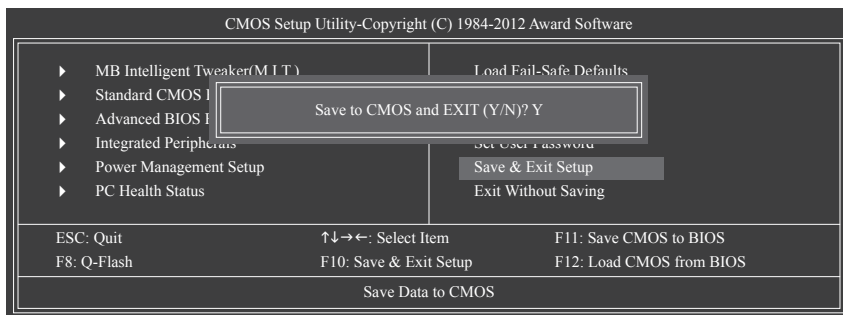 CMOS Setup Utility-Copyright (C) 1984-2012 Award Software
MB Intelligent Tweaker(M.I.T.)
Standard CMOS
Advanced BIOS
Integrated Peripherals
Power Management Setup
PC Health Status
Load Fail-Safe Defaults
Set User Password
Save & Exit Setup
Exit Without Saving
Save to CMOS and EXIT (Y/N)? Y
ESC: Quit ↑↓→←: Select Item F11: Save CMOS to BIOS
F8: Q-Flash F10: Save & Exit Setup F12: Load CMOS from BIOS
Save Data to CMOS